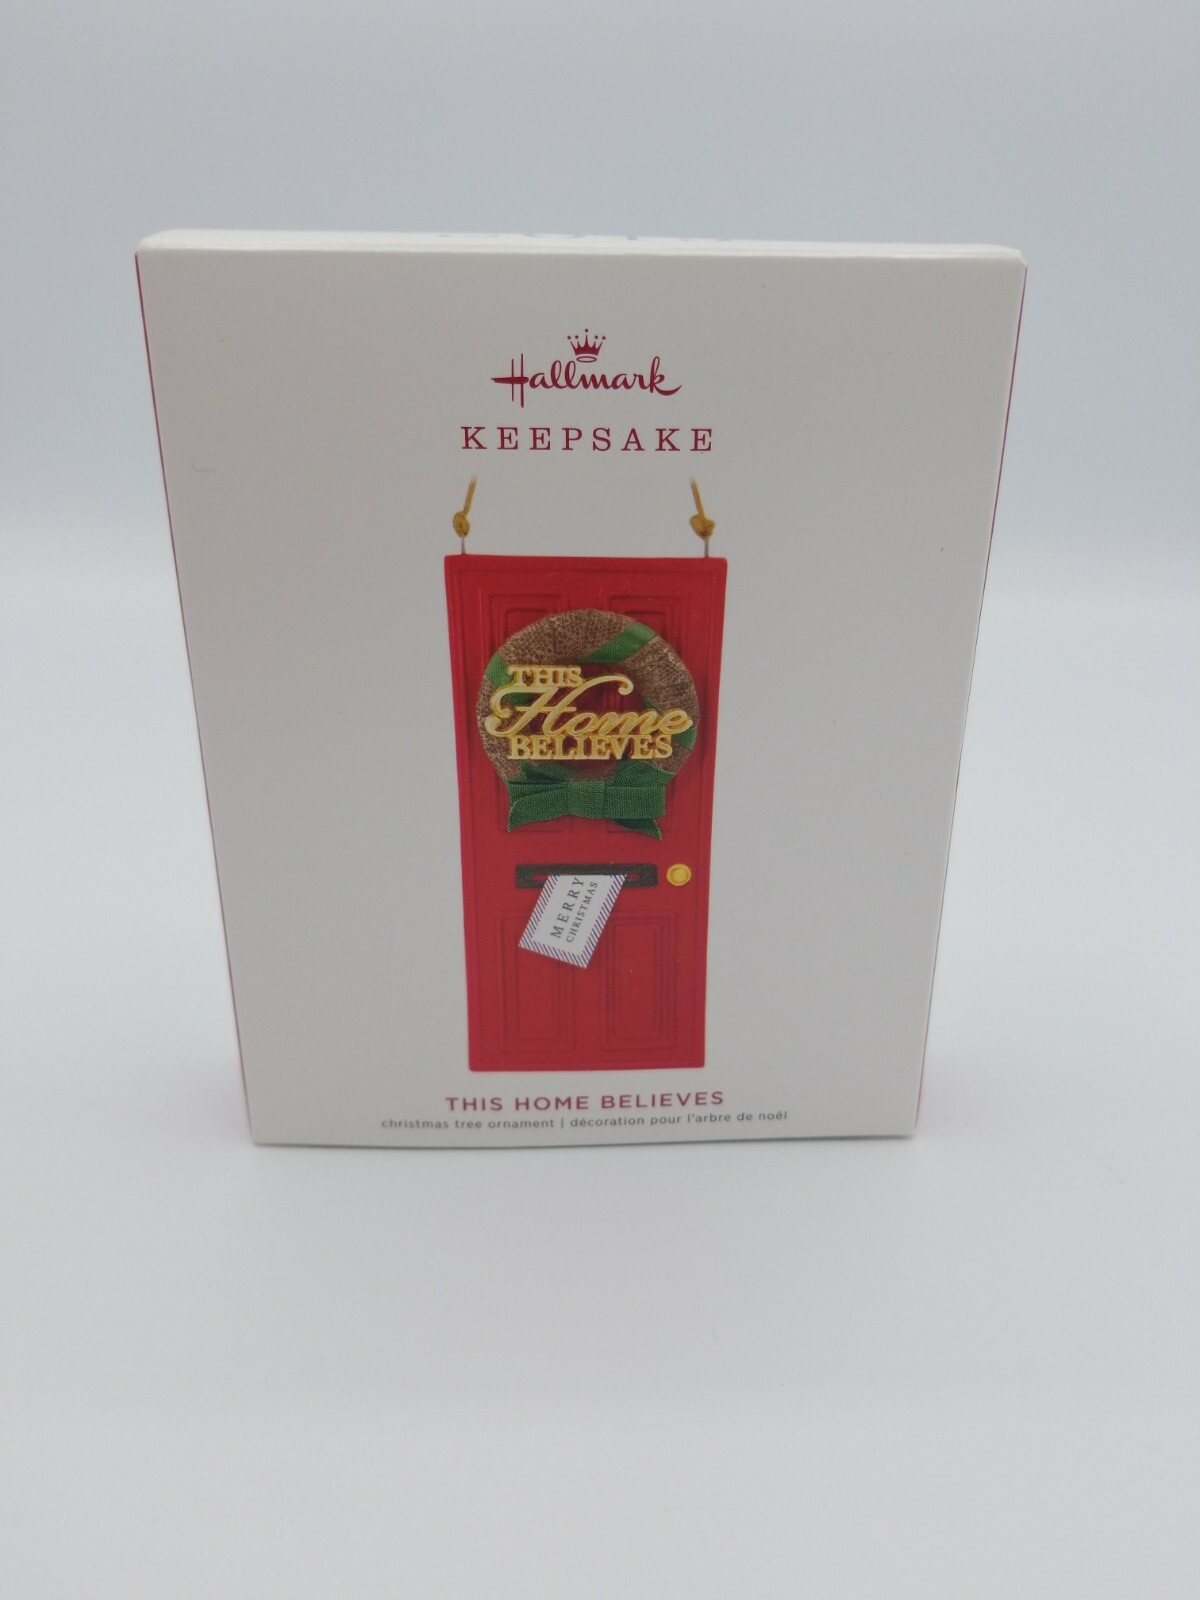 Hallmark
KEEPSAKE
THIS
Home
BELIEVES
MERRY
CHRISTMAS
THIS HOME BELIEVES
christmas tree ornament | décoration pour l'arbre de noël